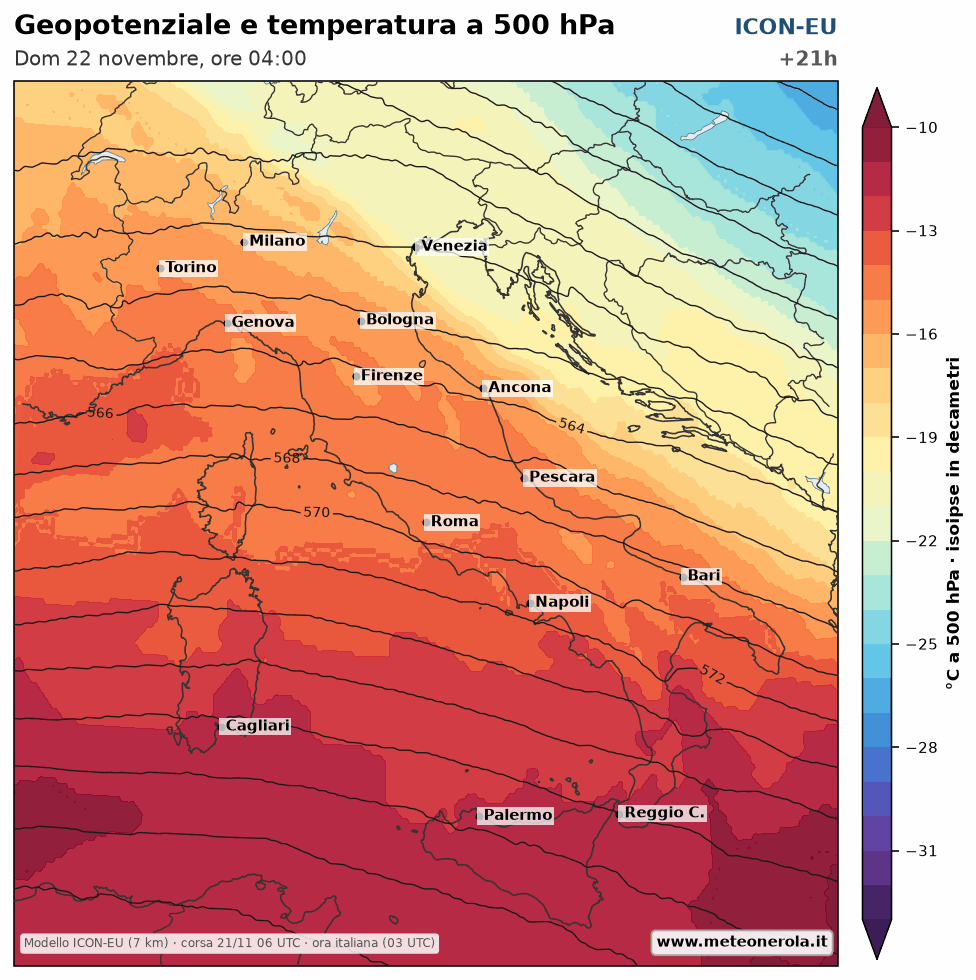 Geopotenziale e temperatura a 500 hPa
ICON-EU
Dom 22 novembre, ore 04:00
+21h
−10
−13
−16
−19
−22
−25
−28
−31
°C a 500 hPa · isoipse in decametri
Milano
Venezia
Torino
Genova
Bologna
Firenze
Ancona
566
564
568
Pescara
570
Roma
Bari
Napoli
572
Cagliari
Palermo
Reggio C.
Modello ICON-EU (7 km) · corsa 21/11 06 UTC · ora italiana (03 UTC)
www.meteonerola.it